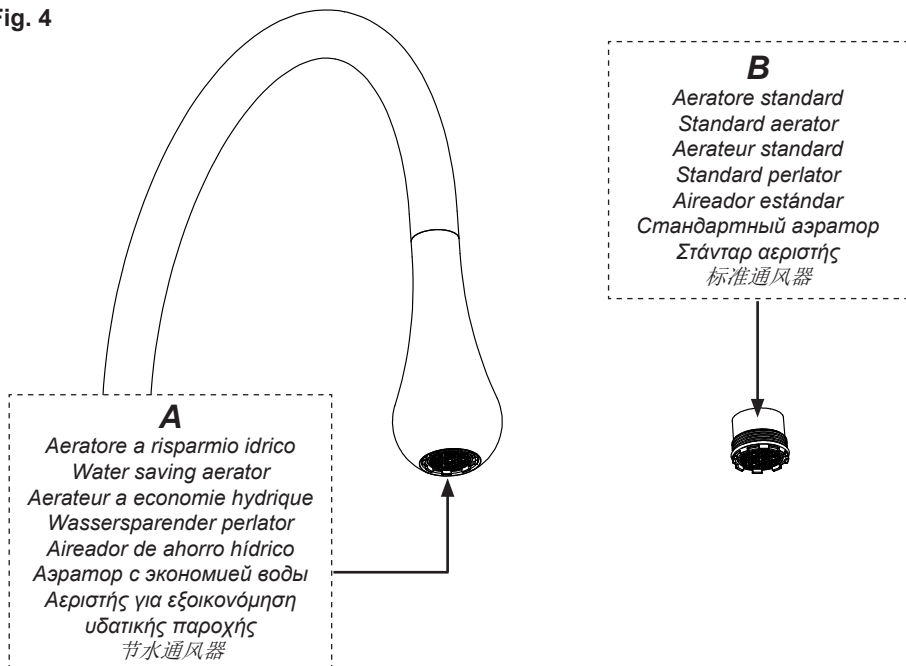 Fig. 4
B
Aeratore standard
Standard aerator
Aerateur standard
Standard perlator
Aireador estándar
Стандартный аэратор
Στάνταρ αεριστής
标准通风器
A
Aeratore a risparmio idrico
Water saving aerator
Aerateur a economie hydrique
Wassersparender perlator
Aireador de ahorro hídrico
Аэратор с экономией воды
Αεριστής για εξοικονόμηση
υδατικής παροχής
节水通风器